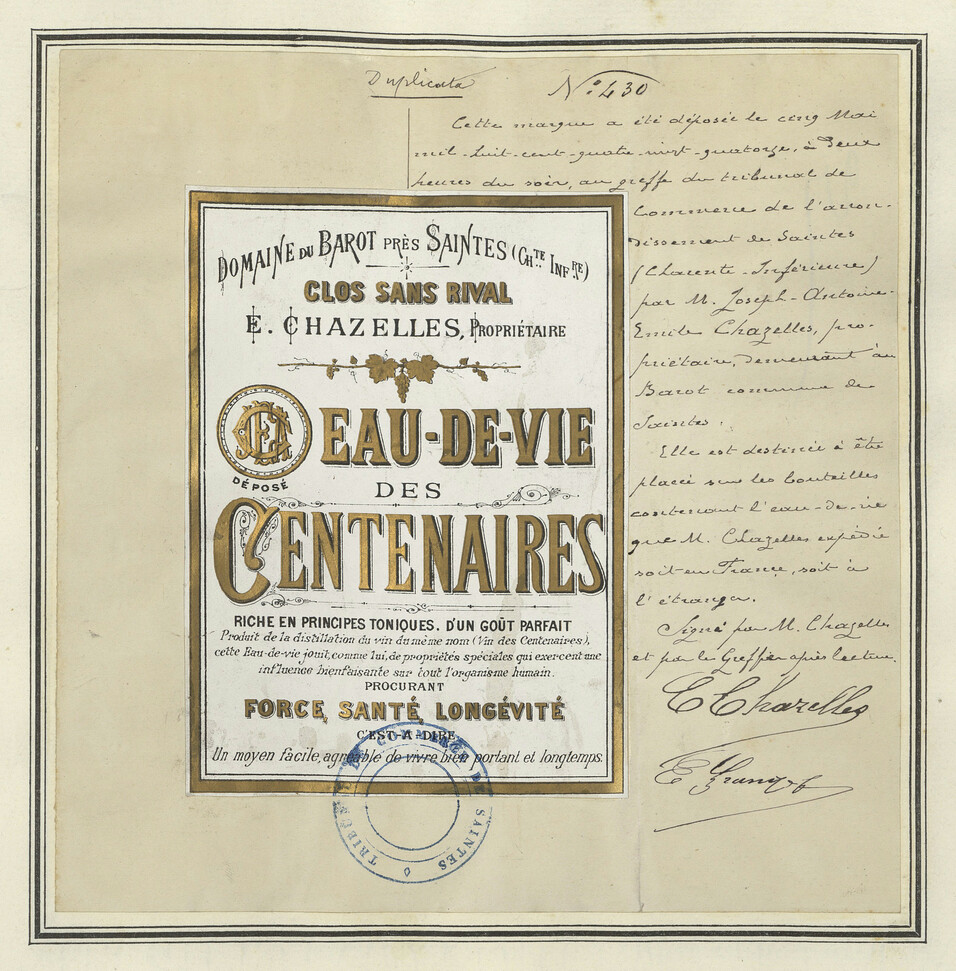 Duplicata
N° 430
Cette marque a été déposée le cinq Mai
mil-huit-cent-quatre-vingt-quatorze, à deux
heures du soir, au greffe du tribunal de
Commerce de l'arron-
dissement de Saintes
(Charente-Inférieure)
par M. Joseph-Antoine-
Emile Chazelles, pro-
priétaire, demeurant au
Barot commune de
Saintes.
Elle est destinée à être
placée sur les bouteilles
contenant l'eau-de-vie
que M. Chazelles expédie
soit en France, soit à
l'étranger.
Signé par M. Chazelles
et par le Greffier après lecture.
E Chazelles
DOMAINE DU BAROT PRÈS SAINTES (CH.TE INF.RE)
CLOS SANS RIVAL
E. CHAZELLES, PROPRIÉTAIRE
EAU-DE-VIE
DÉPOSÉ
DES
CENTENAIRES
RICHE EN PRINCIPES TONIQUES. D'UN GOÛT PARFAIT
Produit de la distillation du vin du même nom (Vin des Centenaires),
cette Eau-de-vie jouit, comme lui, de propriétés spéciales qui exercent une
influence bienfaisante sur tout l'organisme humain.
PROCURANT
FORCE, SANTÉ, LONGÉVITÉ
C'EST-A-DIRE
Un moyen facile, agréable de vivre bien portant et longtemps.
TRIBUNAL DE COMMERCE DE SAINTES